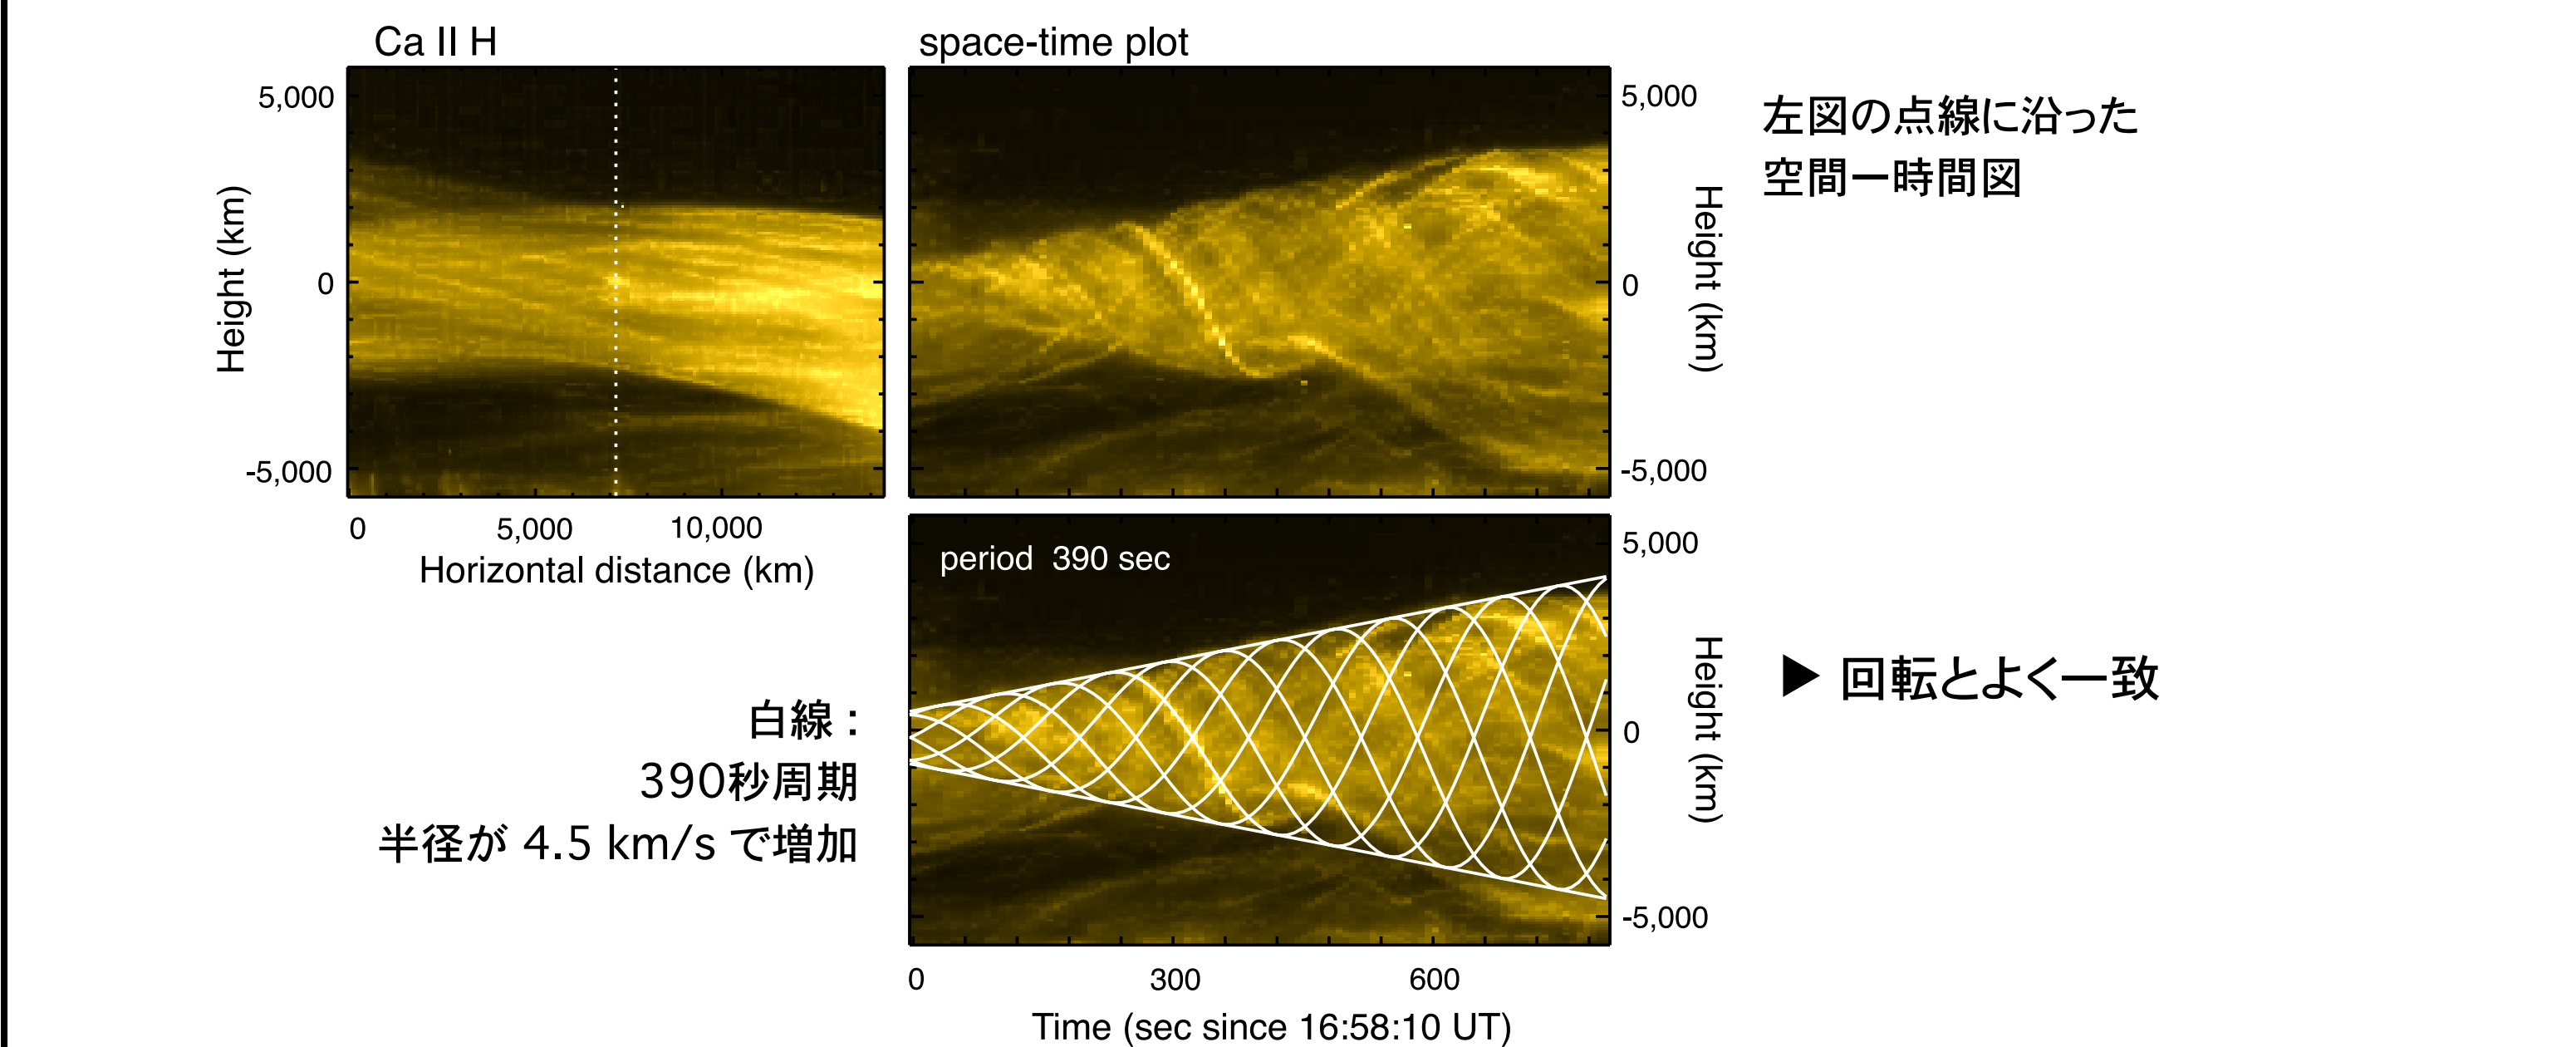 Ca II H
space-time plot
5,000
0
-5,000
Height (km)
0
5,000
10,000
Horizontal distance (km)
5,000
0
-5,000
Height (km)
左図の点線に沿った
空間ー時間図
period 390 sec
5,000
0
-5,000
Height (km)
0
300
600
Time (sec since 16:58:10 UT)
白線：
390秒周期
半径が 4.5 km/s で増加
▶ 回転とよく一致